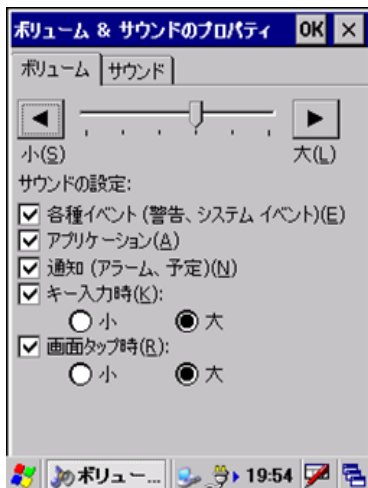 ボリューム & サウンドのプロパティ OK ×
ボリューム サウンド
小(S) 大(L)
サウンドの設定:
各種イベント (警告、システム イベント)(E)
アプリケーション(A)
通知 (アラーム、予定)(N)
キー入力時(K):
小 大
画面タップ時(R):
小 大
ボリュー... 19:54